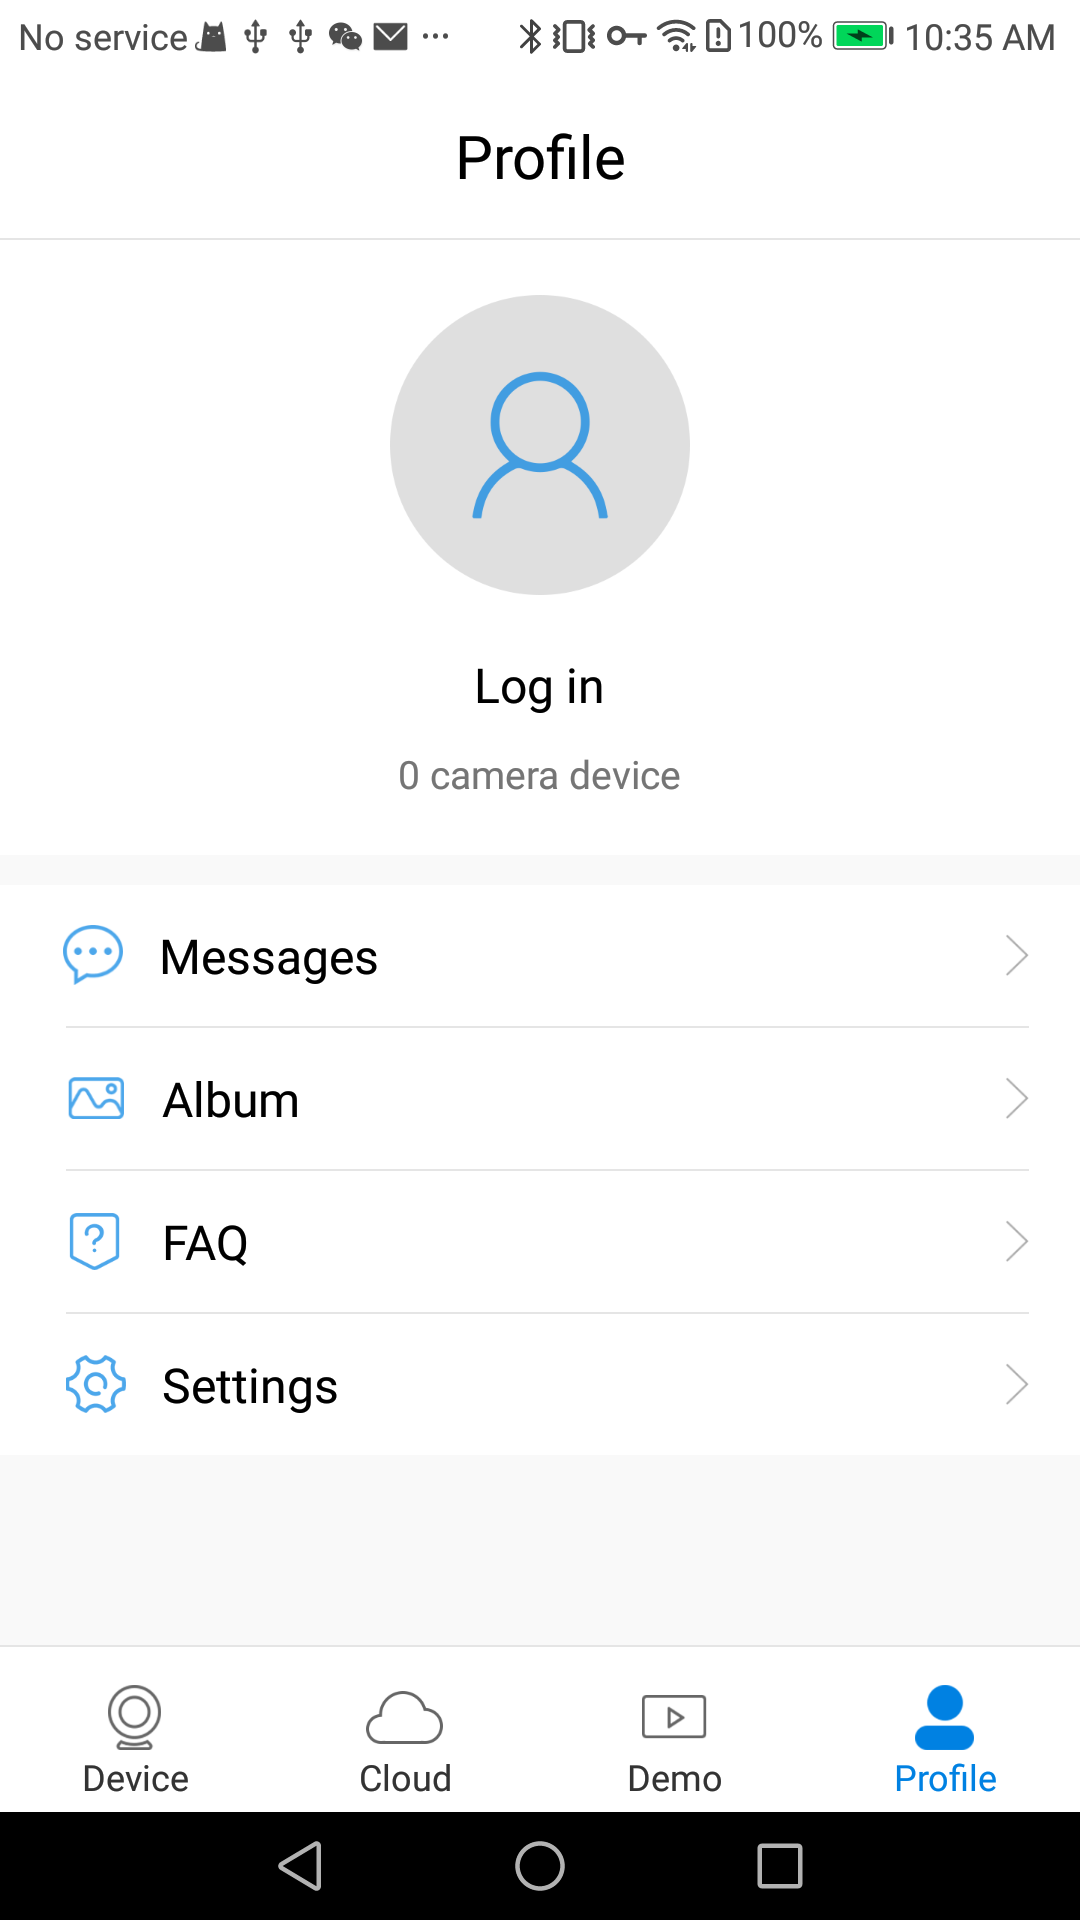 No service 100% 10:35 AM
Profile
Log in
0 camera device
Messages
Album
FAQ
Settings
Device Cloud Demo Profile